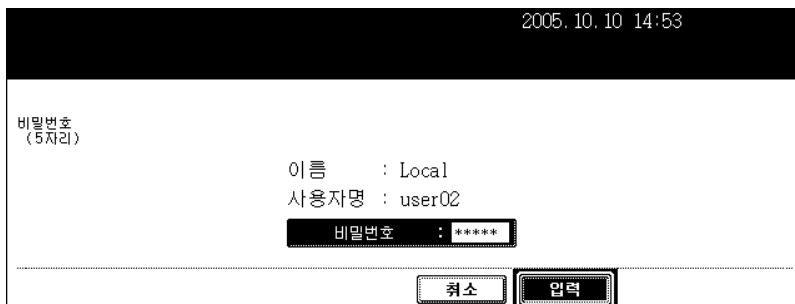 2005.10.10 14:53
비밀번호
(5자리)
이름 : Local
사용자명 : user02
비밀번호 : *****
취소 입력